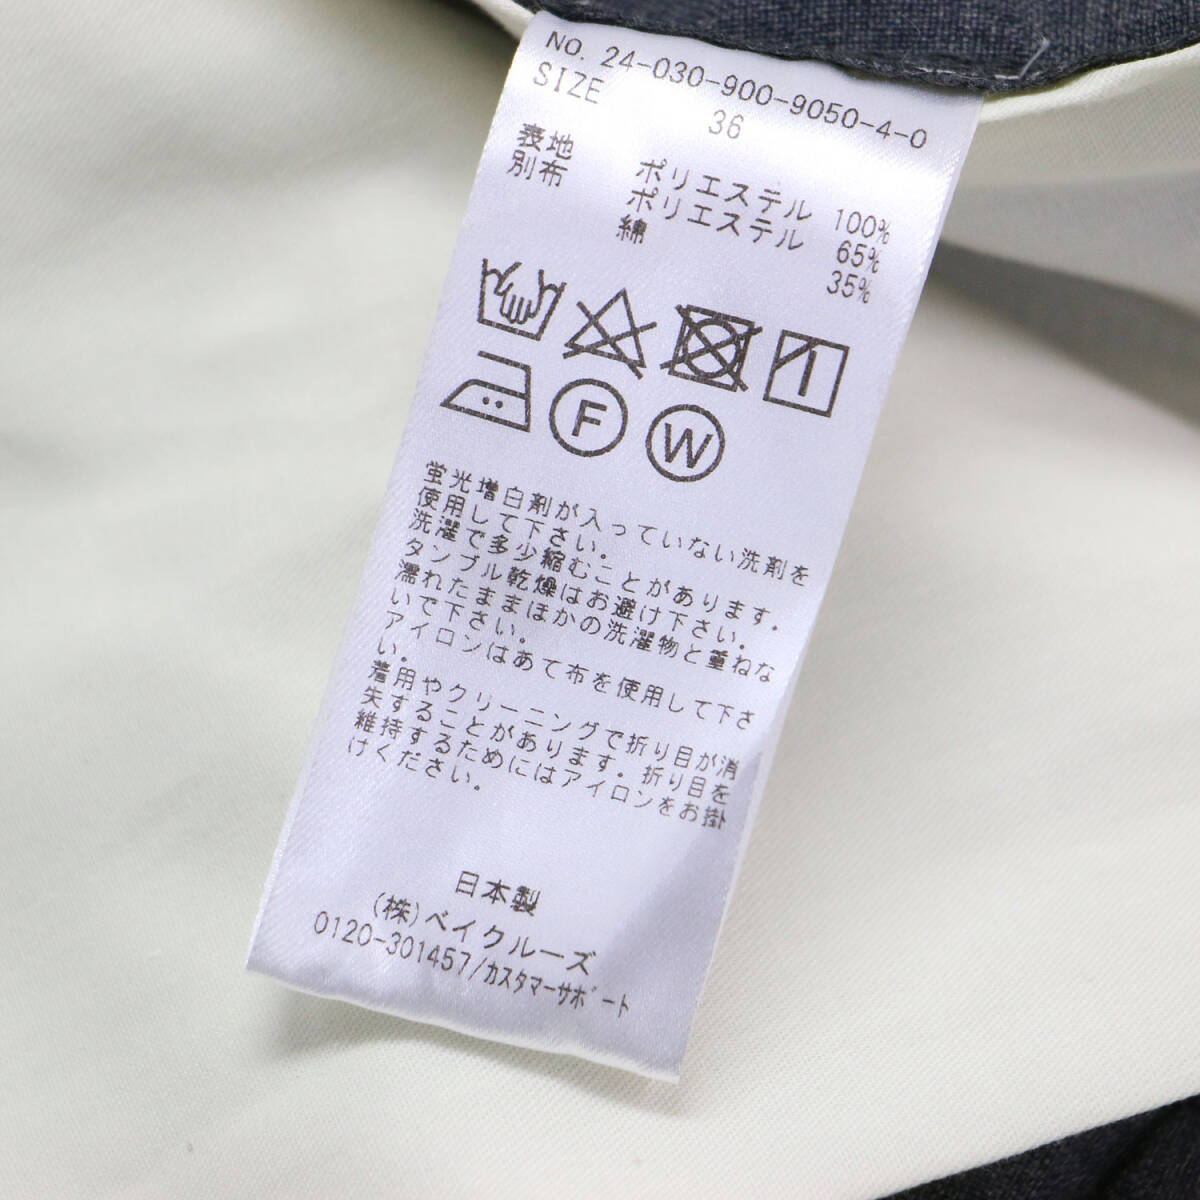 NO. 24-030-900-9050-4-0
SIZE 36
表地 ポリエステル 100%
別布 ポリエステル 65%
綿 35%
F W
蛍光増白剤が入っていない洗剤を
使用して下さい。
洗濯で多少縮むことがあります。
タンブル乾燥はお避け下さい。
濡れたままほかの洗濯物と重ねな
いで下さい。
アイロンはあて布を使用して下さ
い。
着用やクリーニングで折り目が消
失することがあります。折り目を
維持するためにはアイロンをお掛
けください。
日本製
(株)ベイクルーズ
0120-301457/カスタマーサポート